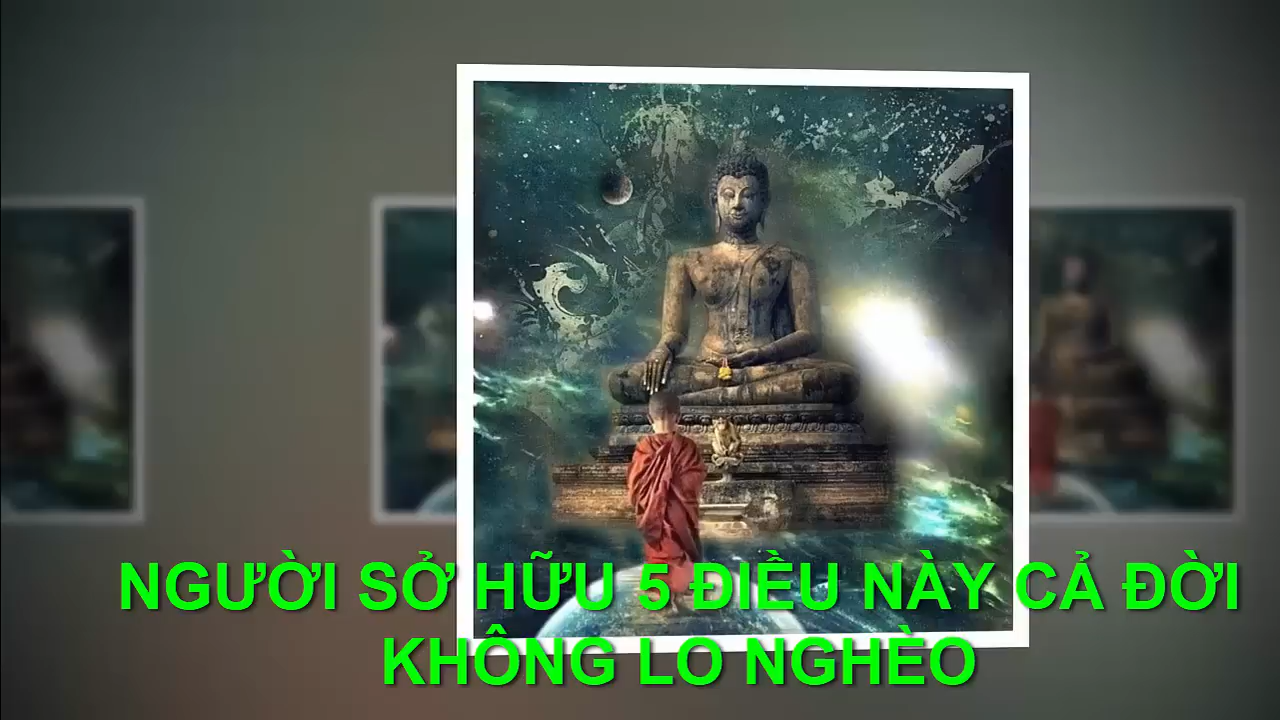 NGƯỜI SỞ HỮU 5 ĐIỀU NÀY CẢ ĐỜI
KHÔNG LO NGHÈO